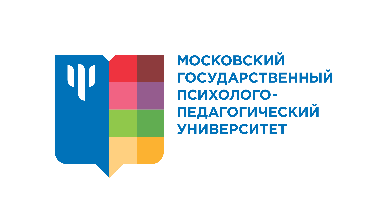 МОСКОВСКИЙ
ГОСУДАРСТВЕННЫЙ
ПСИХОЛОГО-
ПЕДАГОГИЧЕСКИЙ
УНИВЕРСИТЕТ